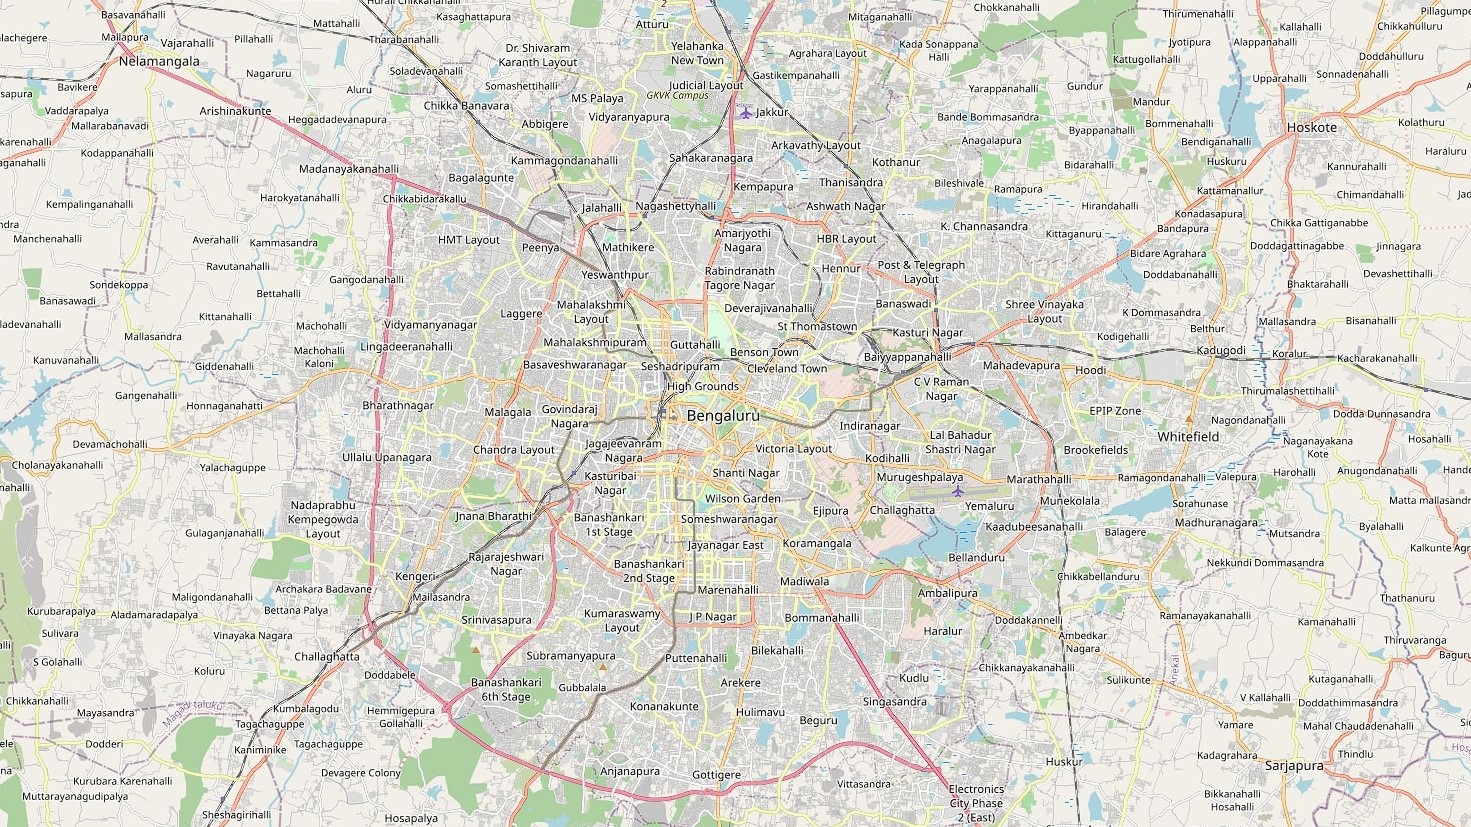 Hurali Chikkanahalli
Basavanahalli
Mattahalli
Kasaghattapura
Atturu
2
Mitaganahalli
Chokkanahalli
Thirumenahalli
Kallahalli
Chikkahulluru
Mallapura
Vajarahalli
Pillahalli
Tharabanahalli
Dr. Shivaram
Karanth Layout
Yelahanka
New Town
Agrahara Layout
Kada Sonappana
Halli
Jyotipura
Alappanahalli
Doddahulluru
Nelamangala
Nagaruru
Soladevanahalli
Gastikempanahalli
Kattugollahalli
Upparahalli
Sonnadenahalli
Bavikere
Aluru
Somashettihalli
Judicial Layout
Yarappanahalli
Gundur
MS Palaya
GKVK Campus
Mandur
Vaddarapalya
Arishinakunte
Chikka Banavara
Jakkur
Heggadadevanapura
Vidyaranyapura
Bande Bommasandra
Mallarabanavadi
Abbigere
Byappanahalli
Bommenahalli
Hoskote
Kolathuru
Anagalapura
Bendiganahalli
Kodappanahalli
Arkavathy Layout
Haraluru
Madanayakanahalli
Kammagondanahalli
Sahakaranagara
Kothanur
Bidarahalli
Huskuru
Kannurahalli
Bagalagunte
Kempapura
Thanisandra
Bileshivale
Ramapura
Kattamanallur
Chimandahalli
Kempalinganahalli
Harokyatanahalli
Chikkabidarakallu
Jalahalli
Nagashettyhalli
Ashwath Nagar
Hirandahalli
Konadasapura
Chikka Gattiganabbe
Manchenahalli
Averahalli
Kammasandra
HMT Layout
Peenya
Mathikere
Amarjyothi
Nagara
HBR Layout
K. Channasandra
Kittaganuru
Bandapura
Doddagattinagabbe
Jinnagara
Bidare Agrahara
Ravutanahalli
Yeswanthpur
Rabindranath
Tagore Nagar
Hennur
Post & Telegraph
Layout
Doddabanahalli
Devashettihalli
Sondekoppa
Gangodanahalli
Bhaktarahalli
Bettahalli
Mahalakshmi
Layout
Banasawadi
Kittanahalli
Laggere
Deverajivanahalli
Banaswadi
Shree Vinayaka
Layout
K Dommasandra
Mallasandra
Bisanahalli
Machohalli
Vidyamanyanagar
St Thomastown
Kasturi Nagar
Belthur
Mallasandra
Lingadeeranahalli
Mahalakshmipuram
Guttahalli
Benson Town
Kodigehalli
Kadugodi
Koralur
Kacharakanahalli
Kanuvanahalli
Giddenahalli
Machohalli
Kaloni
Basaveshwaranagar
Seshadripuram
Cleveland Town
Baiyyappanahalli
Mahadevapura
Hoodi
Gangenahalli
High Grounds
C V Raman
Nagar
Thirumalashettihalli
Honnaganahatti
Bharathnagar
Malagala
Govindaraj
Nagara
Bengaluru
Indiranagar
EPIP Zone
Dodda Dunnasandra
Nagondanahalli
Devamochahalli
Whitefield
Cholanayakanahalli
Yalachaguppe
Ullalu Upanagara
Chandra Layout
Jagajeevanram
Nagara
Victoria Layout
Kodihalli
Lal Bahadur
Shastri Nagar
Brookefields
Naganayakana
Kote
Hosahalli
Kasturibai
Nagar
Shanti Nagar
Murugeshpalaya
Marathahalli
Ramagondanahalli
Valepura
Harohalli
Anugondanahalli
Nadaprabhu
Kempegowda
Layout
Wilson Garden
Munekolala
Sorahunase
Jnana Bharathi
Banashankari
1st Stage
Someshwaranagar
Ejipura
Challaghatta
Yemaluru
Madhuranagara
Byalahalli
Gulaganjanahalli
Kaadubeesanahalli
Balagere
Mutsandra
Jayanagar East
Koramangala
Rajarajeshwari
Nagar
Banashankari
2nd Stage
Bellanduru
Nekkundi Dommasandra
Kengeri
Marenahalli
Madiwala
Ambalipura
Chikkabellanduru
Archakara Badavane
Maligondanahalli
Mailasandra
Thathanuru
Kurubarapalya
Aladamaradapalya
Bettana Palya
Srinivasapura
Kumaraswamy
Layout
J P Nagar
Bommanahalli
Doddakannelli
Ramanayakanahalli
Kamanahalli
Sulivara
Vinayaka Nagara
Haralur
Ambedkar
Nagara
Thiruvaranga
S Golahalli
Koluru
Challaghatta
Subramanyapura
Puttenahalli
Bilekahalli
Chikkanayakanahalli
Anekal
Doddabele
Banashankari
6th Stage
Gubbalala
Arekere
Kudlu
Sulikunte
Kutaganahalli
Chikkanahalli
Mayasandra
Magadi taluku
Kumbalagodu
Hemmigepura
Gollahalli
Konanakunte
Hulimavu
Beguru
Singasandra
V Kallahalli
Doddathimmasandra
Dodderi
Tagachaguppe
Yamare
Mahal Chaudadenahalli
Kaniminike
Tagachaguppe
Kadagrahara
Thindlu
Kurubara Karenahalli
Devagere Colony
Anjanapura
Gottigere
Huskur
Sarjapura
Vittasandra
Muttarayanagudipalya
Electronics
City Phase
2 (East)
Bikkanahalli
Hosahalli
Sheshagirihalli
Hosapalya